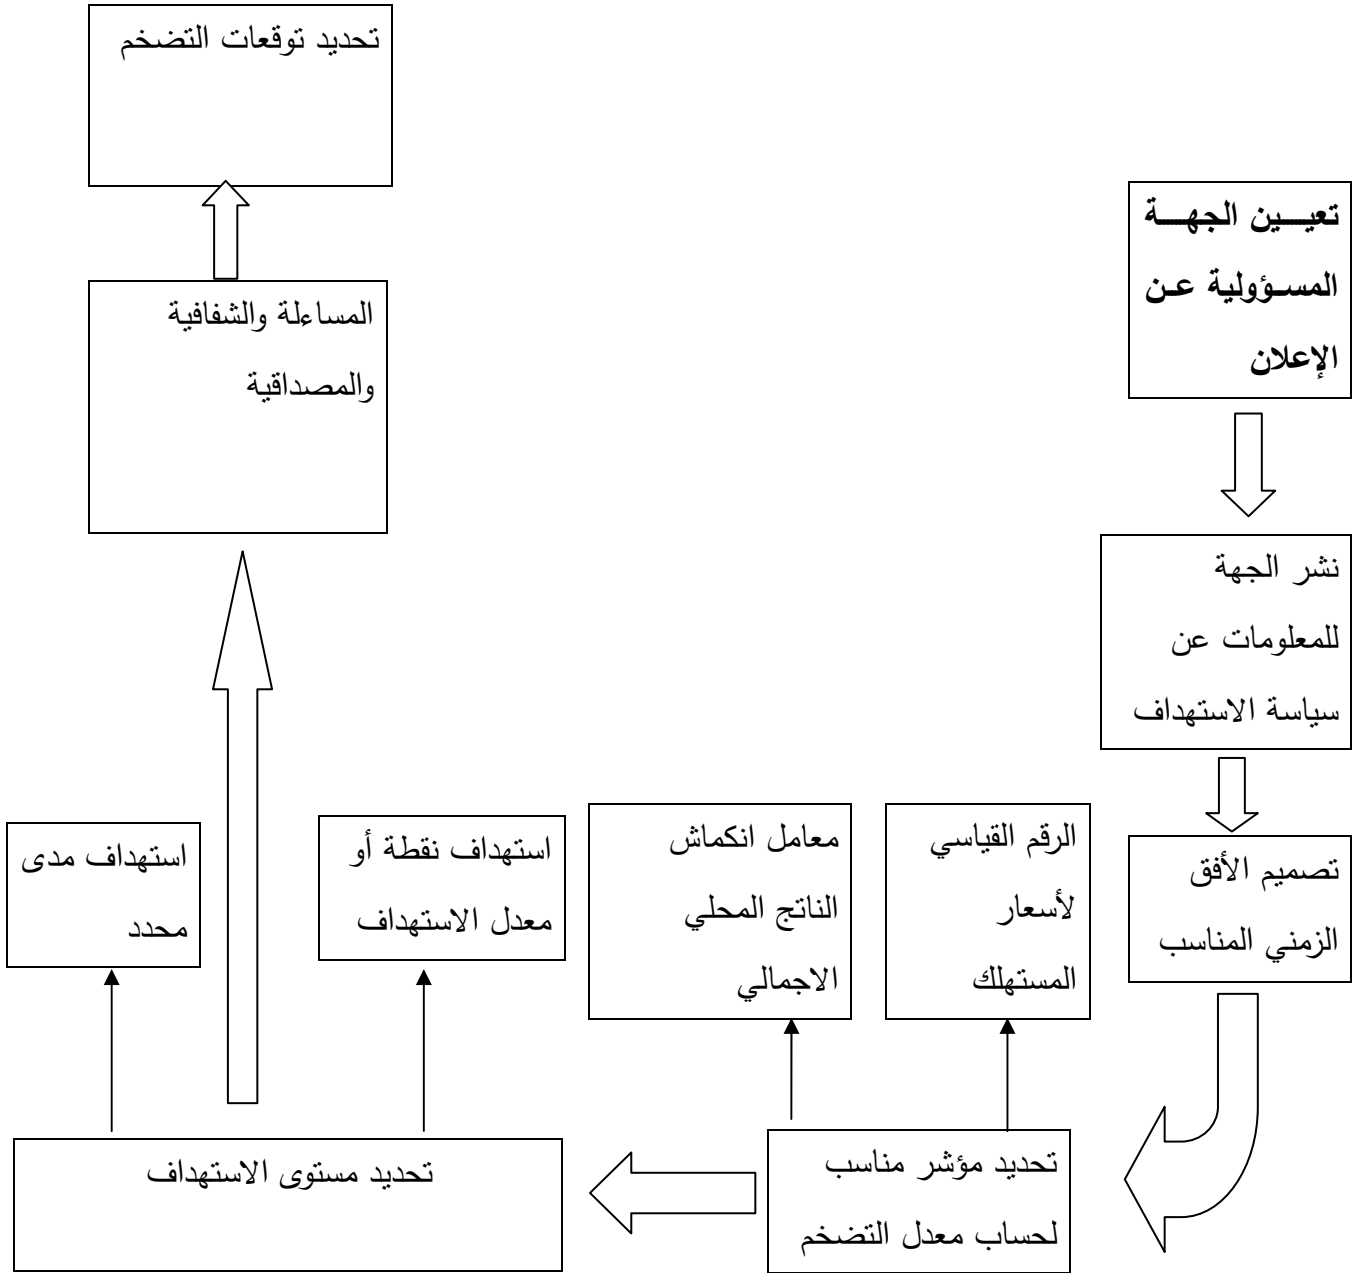 تحديد توقعات التضخم
تعيين الجهة
المسؤولية عن
الإعلان
المساءلة والشفافية
والمصداقية
نشر الجهة
للمعلومات عن
سياسة الاستهداف
تصميم الأفق
الزمني المناسب
الرقم القياسي
لأسعار
المستهلك
معامل انكماش
الناتج المحلي
الاجمالي
استهداف نقطة أو
معدل الاستهداف
استهداف مدى
محدد
تحديد مؤشر مناسب
لحساب معدل التضخم
تحديد مستوى الاستهداف